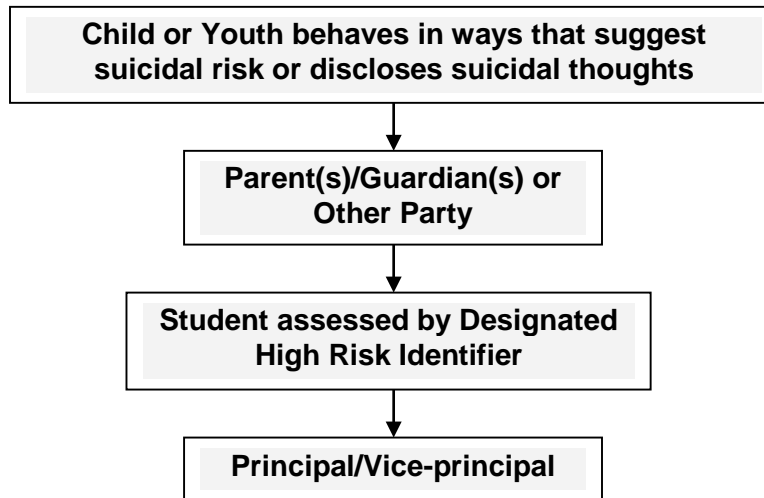 Child or Youth behaves in ways that suggest
suicidal risk or discloses suicidal thoughts
Parent(s)/Guardian(s) or
Other Party
Student assessed by Designated
High Risk Identifier
Principal/Vice-principal